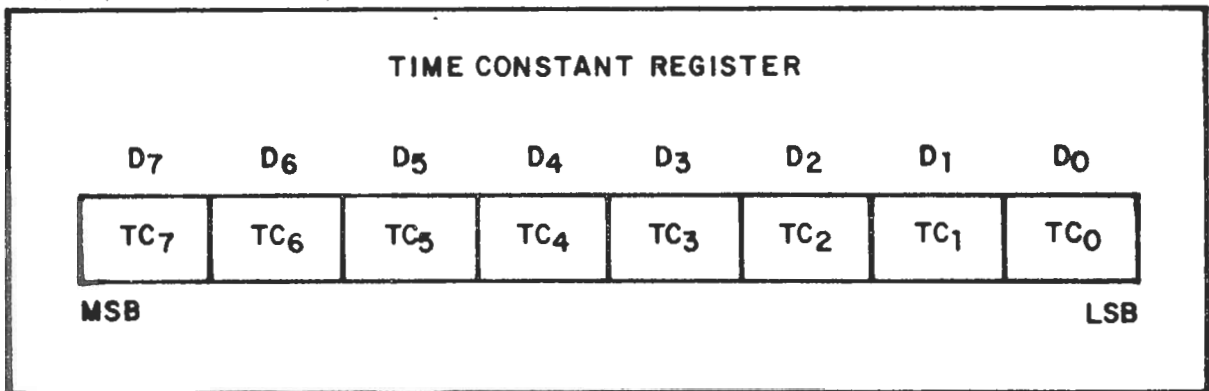 TIME CONSTANT REGISTER
D7 D6 D5 D4 D3 D2 D1 D0
TC7 TC6 TC5 TC4 TC3 TC2 TC1 TC0
MSB LSB